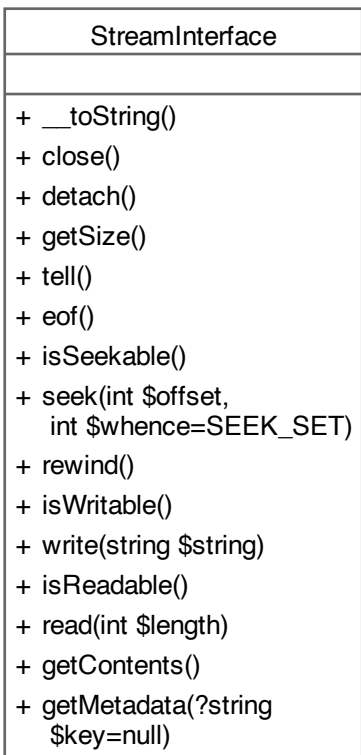 StreamInterface
+ __toString()
+ close()
+ detach()
+ getSize()
+ tell()
+ eof()
+ isSeekable()
+ seek(int $offset,
int $whence=SEEK_SET)
+ rewind()
+ isWritable()
+ write(string $string)
+ isReadable()
+ read(int $length)
+ getContents()
+ getMetadata(?string
$key=null)